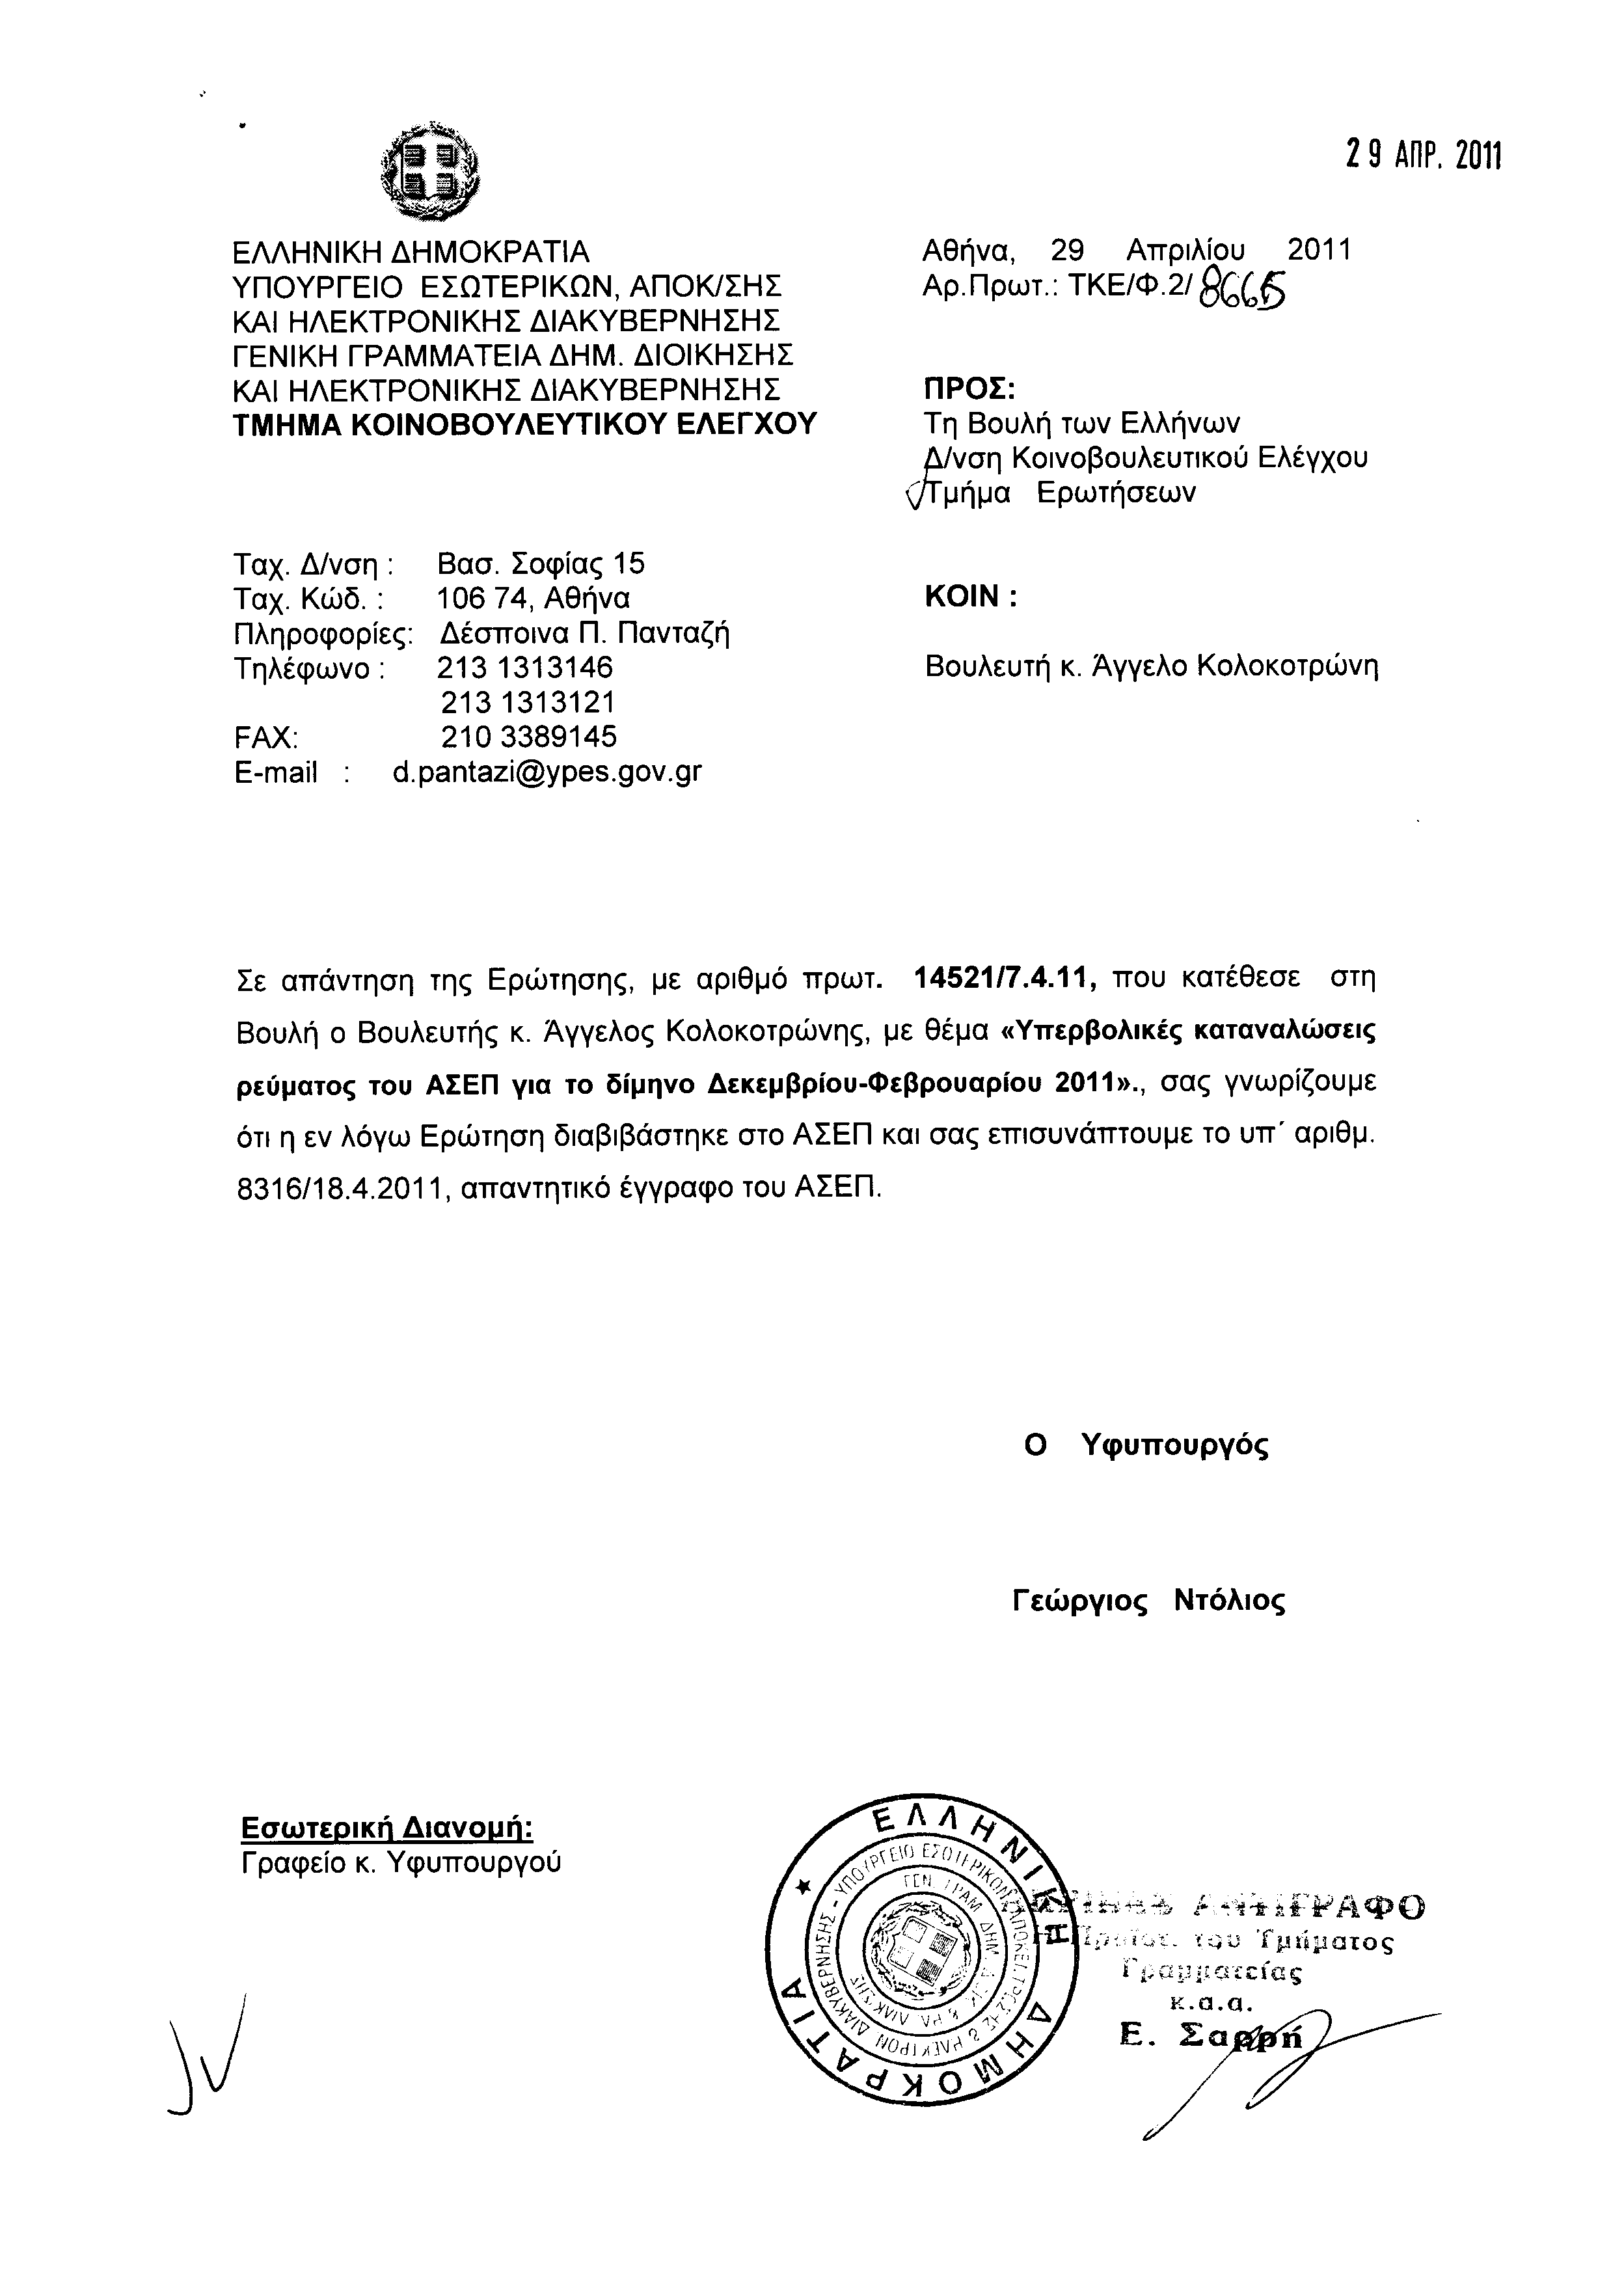 29 ΑΠΡ. 2011
ΕΛΛΗΝΙΚΗ ΔΗΜΟΚΡΑΤΙΑ
ΥΠΟΥΡΓΕΙΟ ΕΣΩΤΕΡΙΚΩΝ, ΑΠΟΚ/ΣΗΣ
ΚΑΙ ΗΛΕΚΤΡΟΝΙΚΗΣ ΔΙΑΚΥΒΕΡΝΗΣΗΣ
ΓΕΝΙΚΗ ΓΡΑΜΜΑΤΕΙΑ ΔΗΜ. ΔΙΟΙΚΗΣΗΣ
ΚΑΙ ΗΛΕΚΤΡΟΝΙΚΗΣ ΔΙΑΚΥΒΕΡΝΗΣΗΣ
ΤΜΗΜΑ ΚΟΙΝΟΒΟΥΛΕΥΤΙΚΟΥ ΕΛΕΓΧΟΥ
Αθήνα, 29 Απριλίου 2011
Αρ.Πρωτ.: ΤΚΕ/Φ.2/
ΠΡΟΣ:
Τη Βουλή των Ελλήνων
Δ/νση Κοινοβουλευτικού Ελέγχου
Τμήμα Ερωτήσεων
Ταχ. Δ/νση : Βασ. Σοφίας 15
Ταχ. Κώδ. : 106 74, Αθήνα
Πληροφορίες: Δέσποινα Π. Πανταζή
Τηλέφωνο : 213 1313146
213 1313121
FAX: 210 3389145
E-mail : d.pantazi@ypes.gov.gr
ΚΟΙΝ :
Βουλευτή κ. Άγγελο Κολοκοτρώνη
Σε απάντηση της Ερώτησης, με αριθμό πρωτ. 14521/7.4.11, που κατέθεσε στη
Βουλή ο Βουλευτής κ. Άγγελος Κολοκοτρώνης, με θέμα «Υπερβολικές καταναλώσεις
ρεύματος του ΑΣΕΠ για το δίμηνο Δεκεμβρίου-Φεβρουαρίου 2011»., σας γνωρίζουμε
ότι η εν λόγω Ερώτηση διαβιβάστηκε στο ΑΣΕΠ και σας επισυνάπτουμε το υπ΄ αριθμ.
8316/18.4.2011, απαντητικό έγγραφο του ΑΣΕΠ.
Ο Υφυπουργός
Γεώργιος Ντόλιος
Εσωτερική Διανομή:
Γραφείο κ. Υφυπουργού
ΕΛΛΗΝΙΚΗ ΔΗΜΟΚΡΑΤΙΑ
ΑΝΤΙΓΡΑΦΟ
του Τμήματος
Γραμματείας
κ.α.α.
Ε. Σαρρή